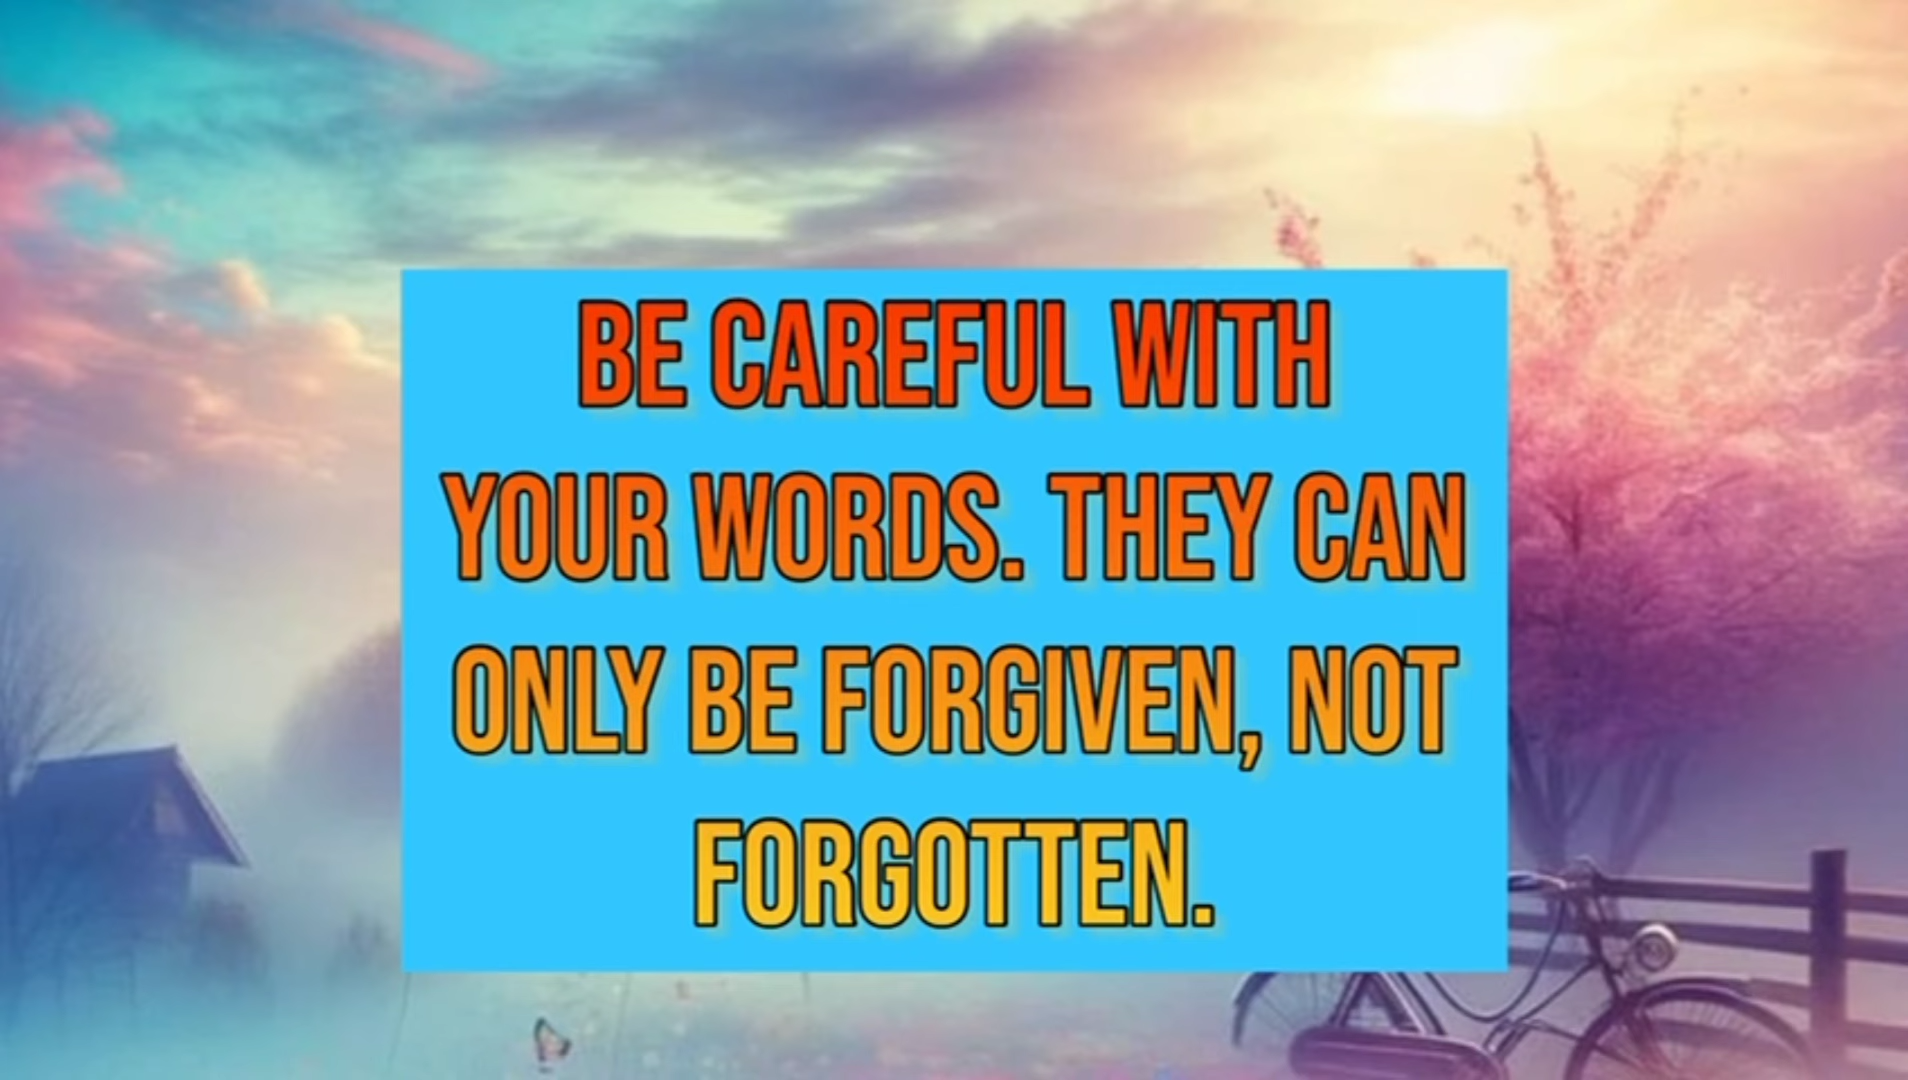 BE CAREFUL WITH
YOUR WORDS. THEY CAN
ONLY BE FORGIVEN, NOT
FORGOTTEN.